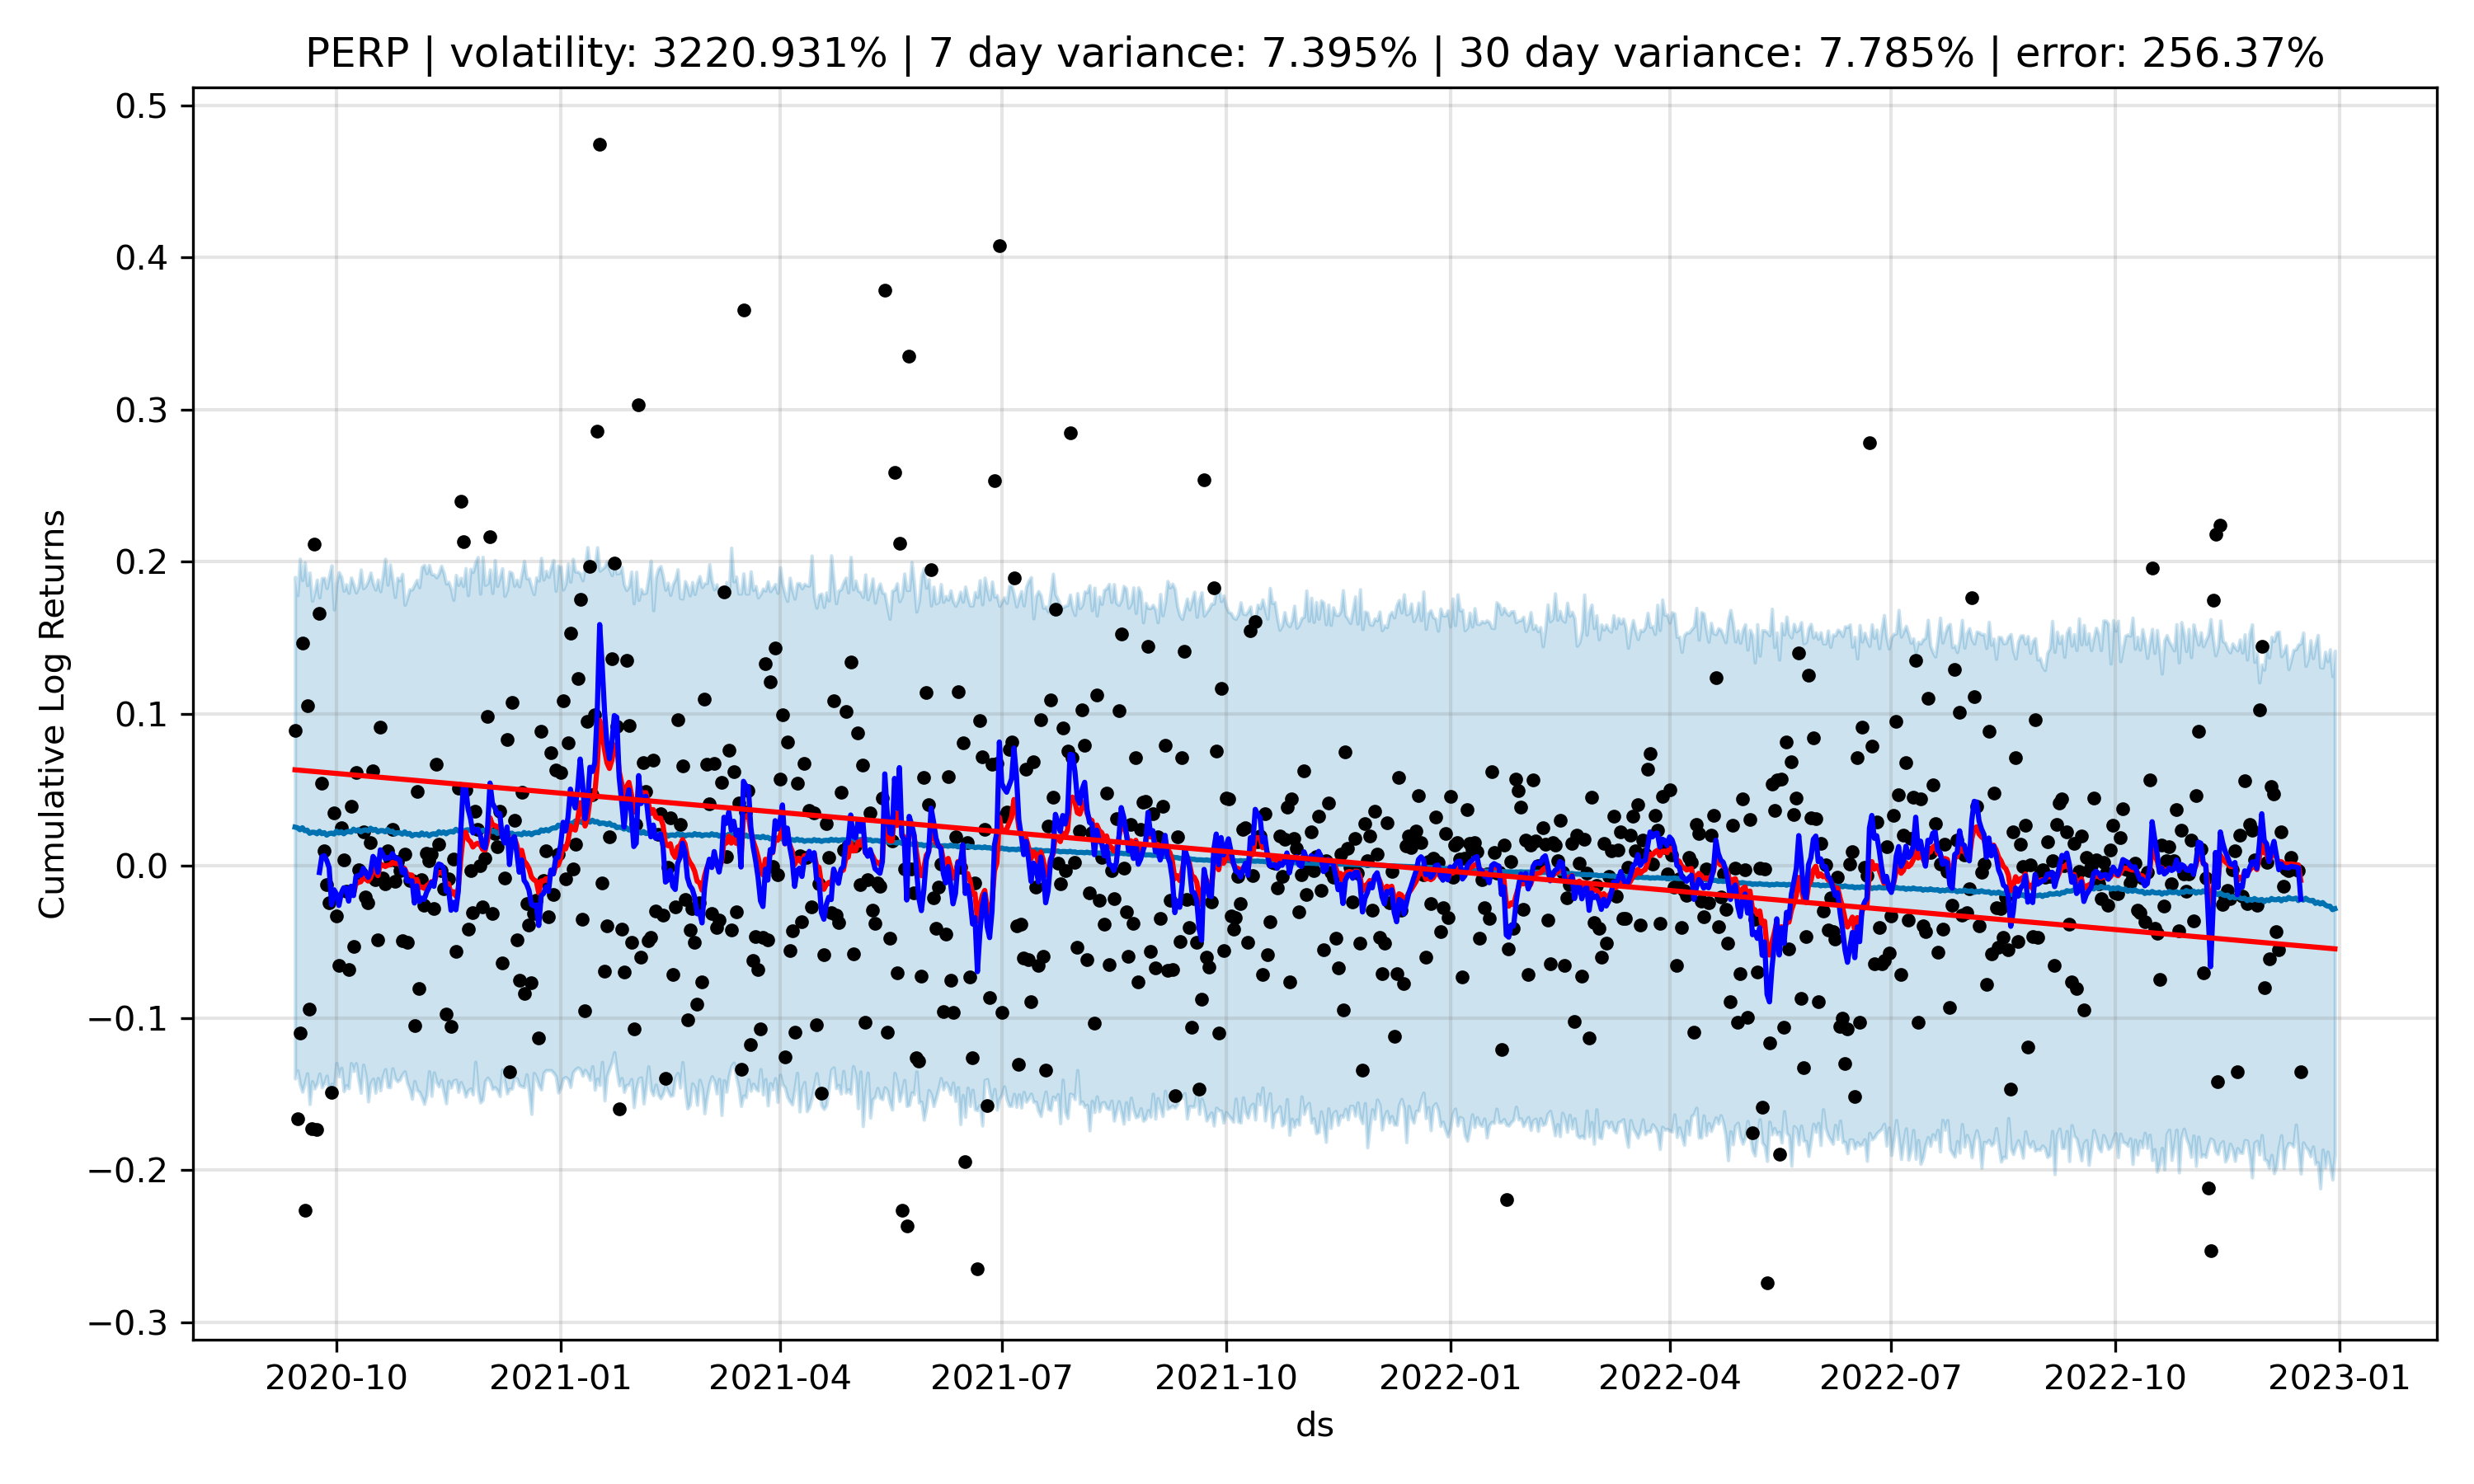 PERP | volatility: 3220.931% | 7 day variance: 7.395% | 30 day variance: 7.785% | error: 256.37%
Cumulative Log Returns
0.5
0.4
0.3
0.2
0.1
0.0
−0.1
−0.2
−0.3
2020-10 2021-01 2021-04 2021-07 2021-10 2022-01 2022-04 2022-07 2022-10 2023-01
ds